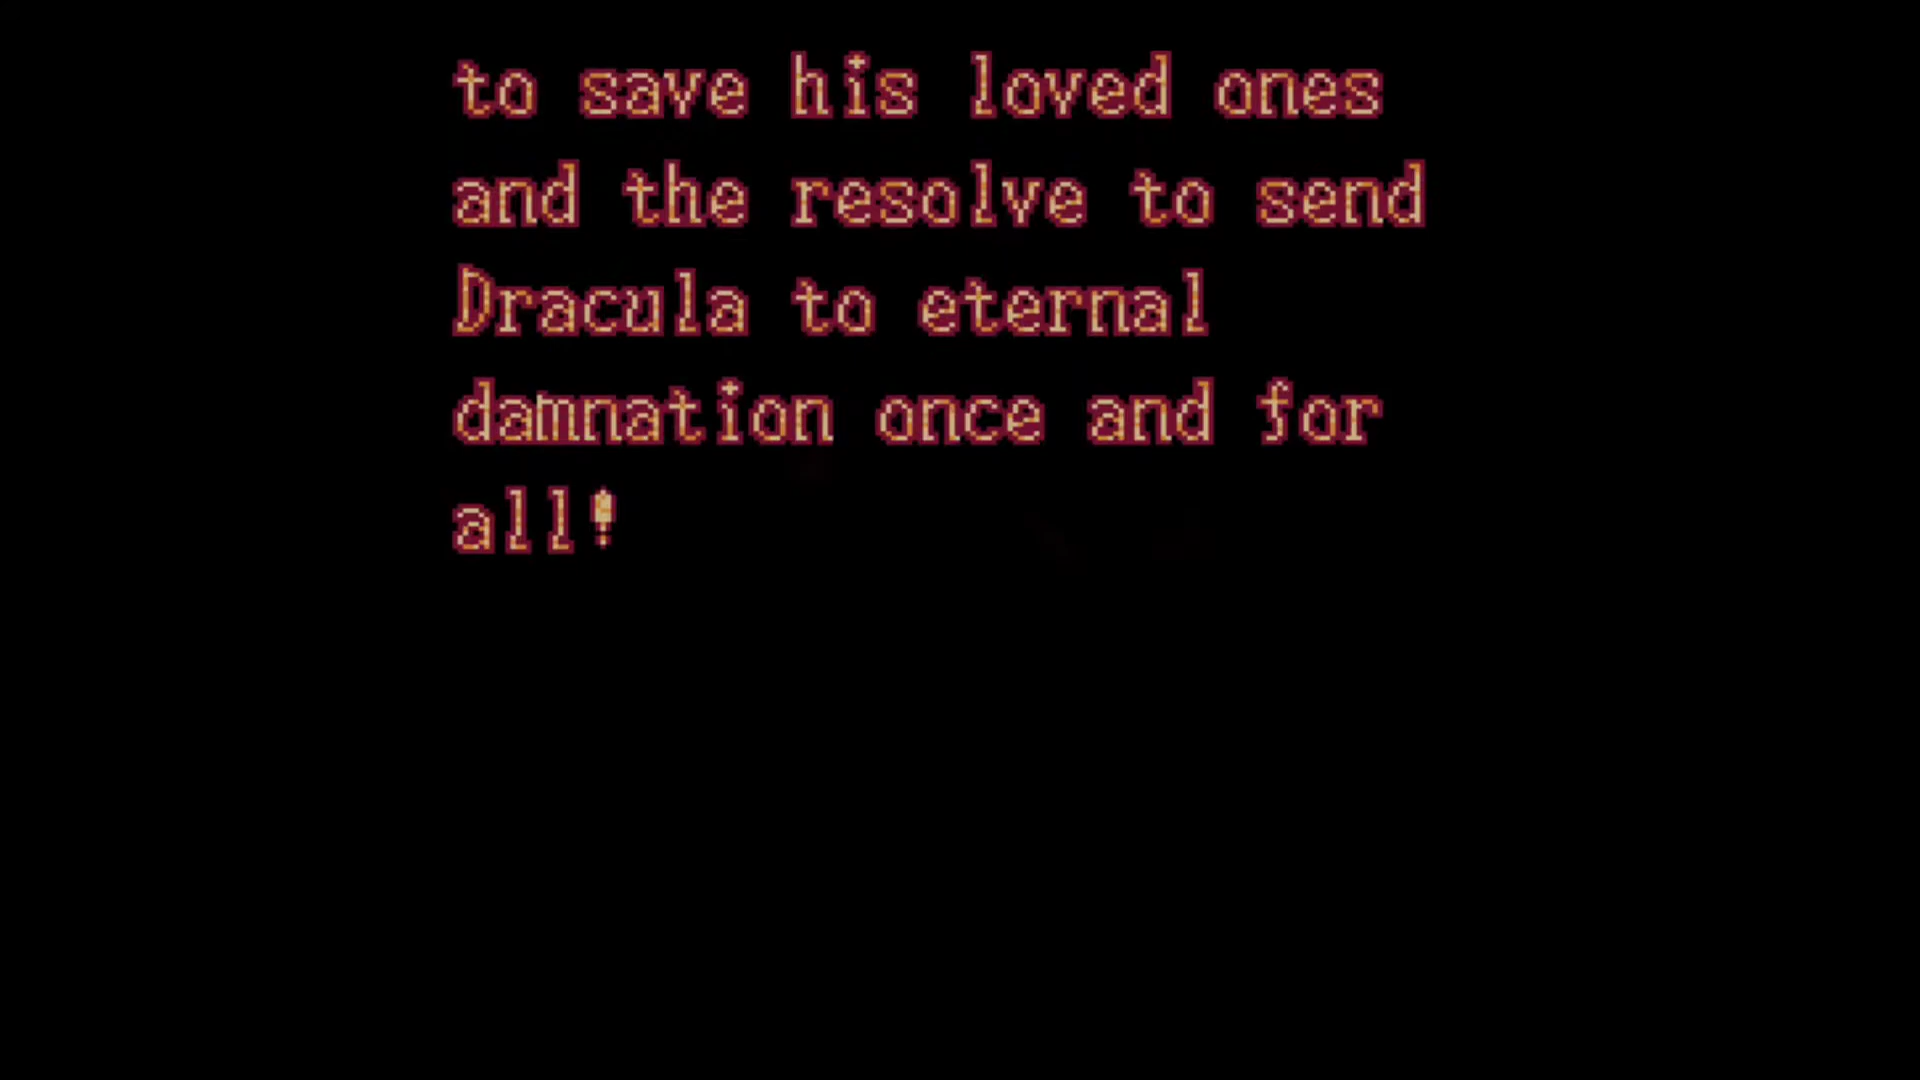 to save his loved ones
and the resolve to send
Dracula to eternal
damnation once and for
all!